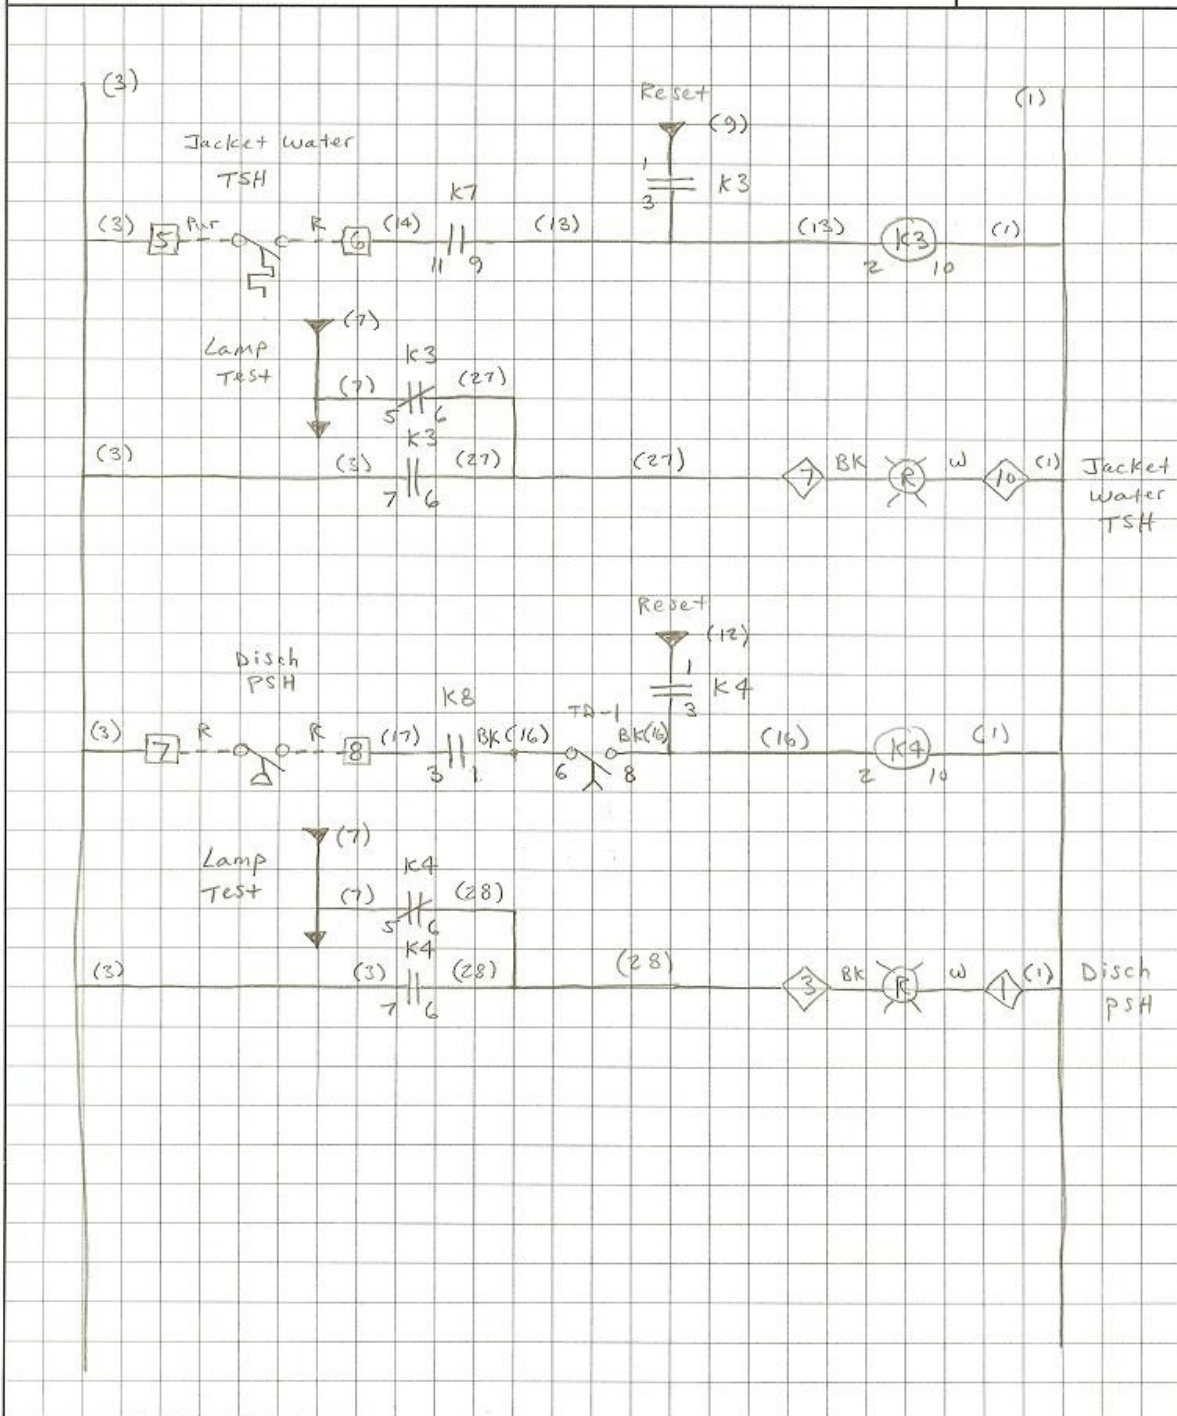 (3)
Reset
(1)
(9)
Jacket water
TSH
1
K3
3
K7
(3) 5 Pur R 6 (14) (13) (13) K3 (1)
11 9 2 10
(7)
Lamp
Test
K3
(7) (27)
5 6
K3
(3) (3) (27) (27) 7 BK R W 10 (1)
7 6
Jacket
water
TSH
Reset
(12)
Disch
PSH
1
K4
3
K8
TD-1
(3) 7 R R 8 (17) BK(16) BK(16) (16) K4 (1)
3 1 6 8 2 10
(7)
Lamp
Test
K4
(7) (28)
5 6
K4
(3) (3) (28) (28) 3 BK R W 1 (1)
7 6
Disch
PSH